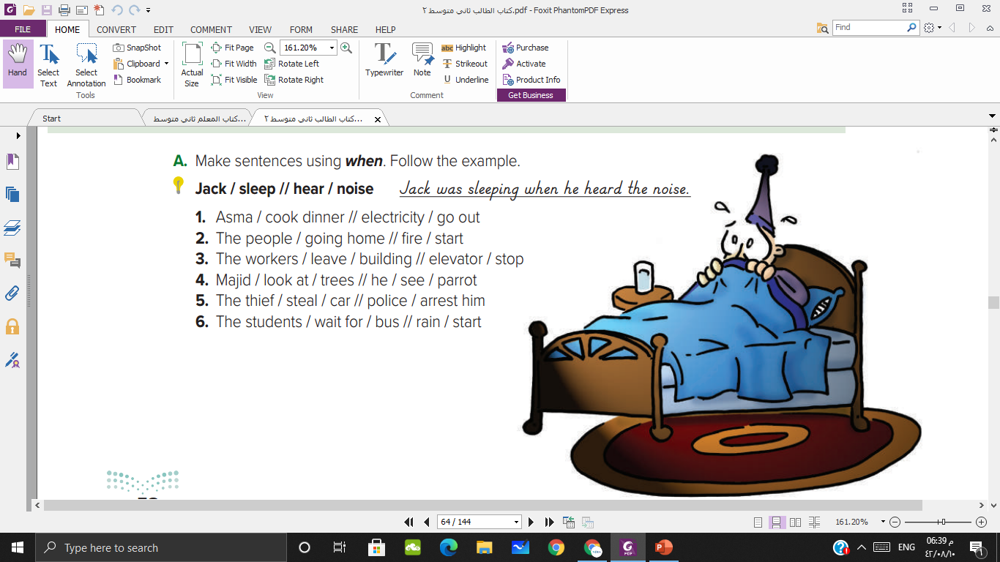 كتاب الطالب ثاني متوسط ٢.pdf - Foxit PhantomPDF Express
FILE HOME CONVERT EDIT COMMENT VIEW FORM SHARE HELP Find
Hand
Select Text
Select Annotation
SnapShot
Clipboard
Bookmark
Tools
Actual Size
Fit Page
Fit Width
Fit Visible
161.20%
Rotate Left
Rotate Right
View
Typewriter
Note
abc Highlight
Strikeout
Underline
Comment
Purchase
Activate
Product Info
Get Business
Start
كتاب المعلم ثاني متوسط...
كتاب الطالب ثاني متوسط ٢...
A. Make sentences using when. Follow the example.
Jack / sleep // hear / noise Jack was sleeping when he heard the noise.
1. Asma / cook dinner // electricity / go out
2. The people / going home // fire / start
3. The workers / leave / building // elevator / stop
4. Majid / look at / trees // he / see / parrot
5. The thief / steal / car // police / arrest him
6. The students / wait for / bus // rain / start
64 / 144
161.20%
Type here to search
ENG
06:39 م
٤٢/٠٨/١٠